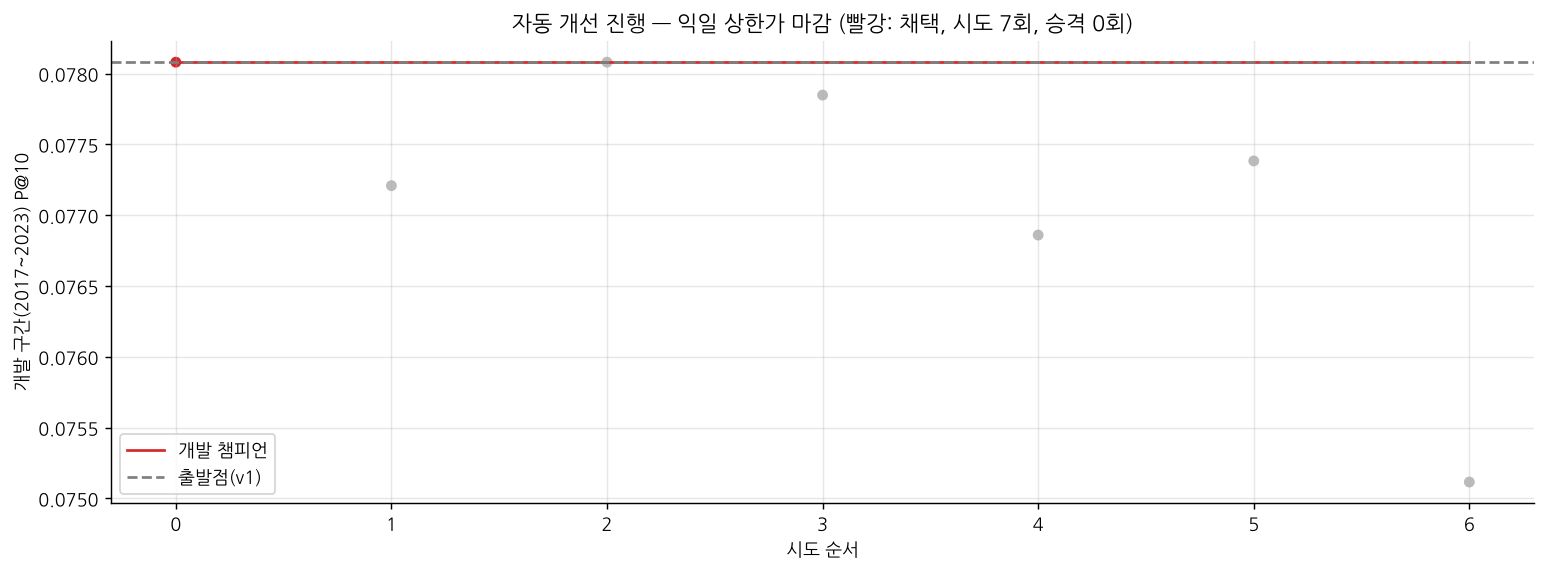 자동 개선 진행 — 익일 상한가 마감 (빨강: 채택, 시도 7회, 승격 0회)
개발 구간(2017~2023) P@10
0.0780
0.0775
0.0770
0.0765
0.0760
0.0755
0.0750
개발 챔피언
출발점(v1)
0 1 2 3 4 5 6
시도 순서